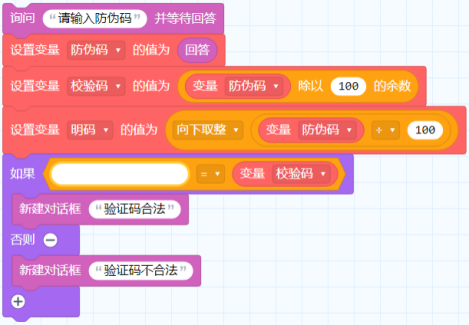 询问 “请输入防伪码” 并等待回答
设置变量 防伪码 的值为 回答
设置变量 校验码 的值为 变量 防伪码 除以 100 的余数
设置变量 明码 的值为 向下取整 变量 防伪码 ÷ 100
如果 = 变量 校验码
新建对话框 “验证码合法”
否则
新建对话框 “验证码不合法”